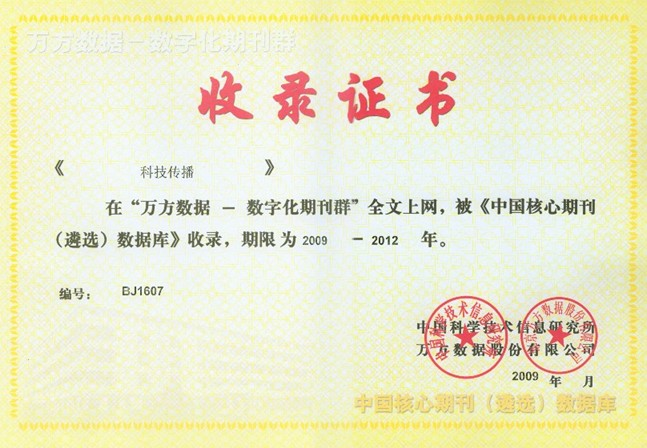 万方数据－数字化期刊群
收录证书
《 科技传播 》
在“万方数据 － 数字化期刊群”全文上网，被《中国核心期刊
（遴选）数据库》收录，期限为 2009 －2012 年。
编号： BJ1607
中国科学技术信息研究所
万方数据股份有限公司
2009 年 月
中国核心期刊（遴选）数据库